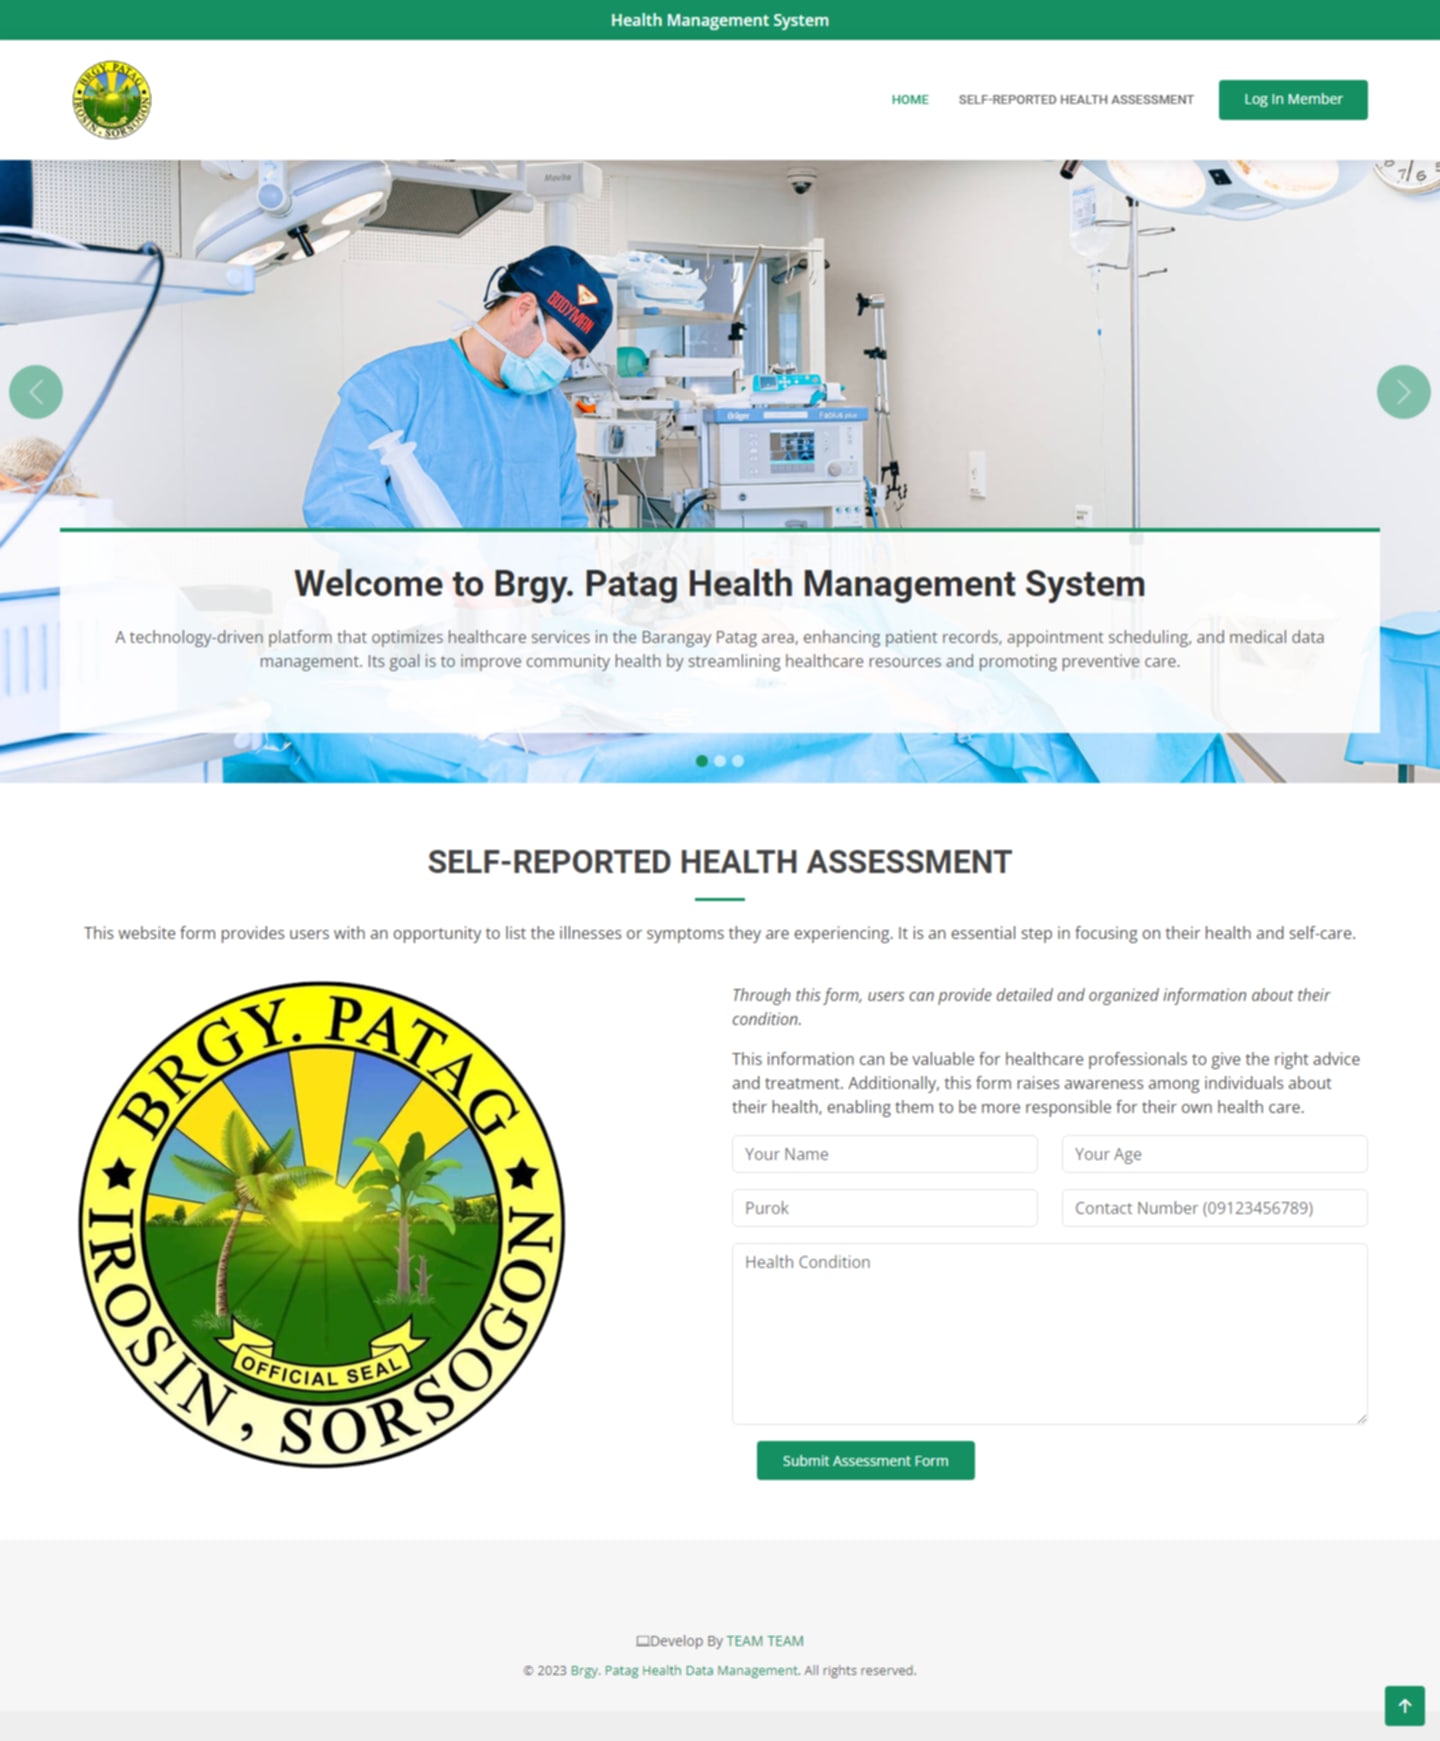 Health Management System
BRGY. PATAG
IROSIN, SORSOGON
HOME
SELF-REPORTED HEALTH ASSESSMENT
Log In Member
Movita
7/6
BODYMAN
Dräger
Fabius plus
Welcome to Brgy. Patag Health Management System
A technology-driven platform that optimizes healthcare services in the Barangay Patag area, enhancing patient records, appointment scheduling, and medical data
management. Its goal is to improve community health by streamlining healthcare resources and promoting preventive care.
SELF-REPORTED HEALTH ASSESSMENT
This website form provides users with an opportunity to list the illnesses or symptoms they are experiencing. It is an essential step in focusing on their health and self-care.
BRGY. PATAG
IROSIN, SORSOGON
OFFICIAL SEAL
Through this form, users can provide detailed and organized information about their
condition.
This information can be valuable for healthcare professionals to give the right advice
and treatment. Additionally, this form raises awareness among individuals about
their health, enabling them to be more responsible for their own health care.
Your Name
Your Age
Purok
Contact Number (09123456789)
Health Condition
Submit Assessment Form
Develop By TEAM TEAM
© 2023 Brgy. Patag Health Data Management. All rights reserved.